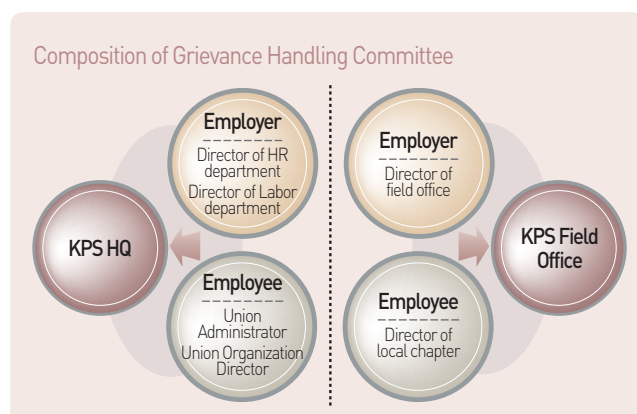 Composition of Grievance Handling Committee
KPS HQ
Employer
Director of HR
department
Director of Labor
department
Employee
Union
Administrator
Union Organization
Director
Employer
Director of
field office
Employee
Director of
local chapter
KPS Field
Office